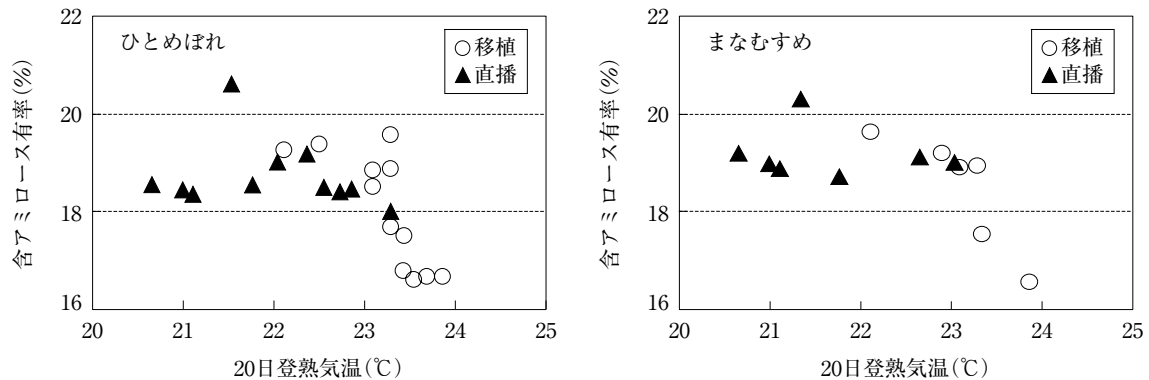 ひとめぼれ
○移植
▲直播
含アミロース有率(%)
22
20
18
16
20 21 22 23 24 25
20日登熟気温(℃)
まなむすめ
○移植
▲直播
含アミロース有率(%)
22
20
18
16
20 21 22 23 24 25
20日登熟気温(℃)